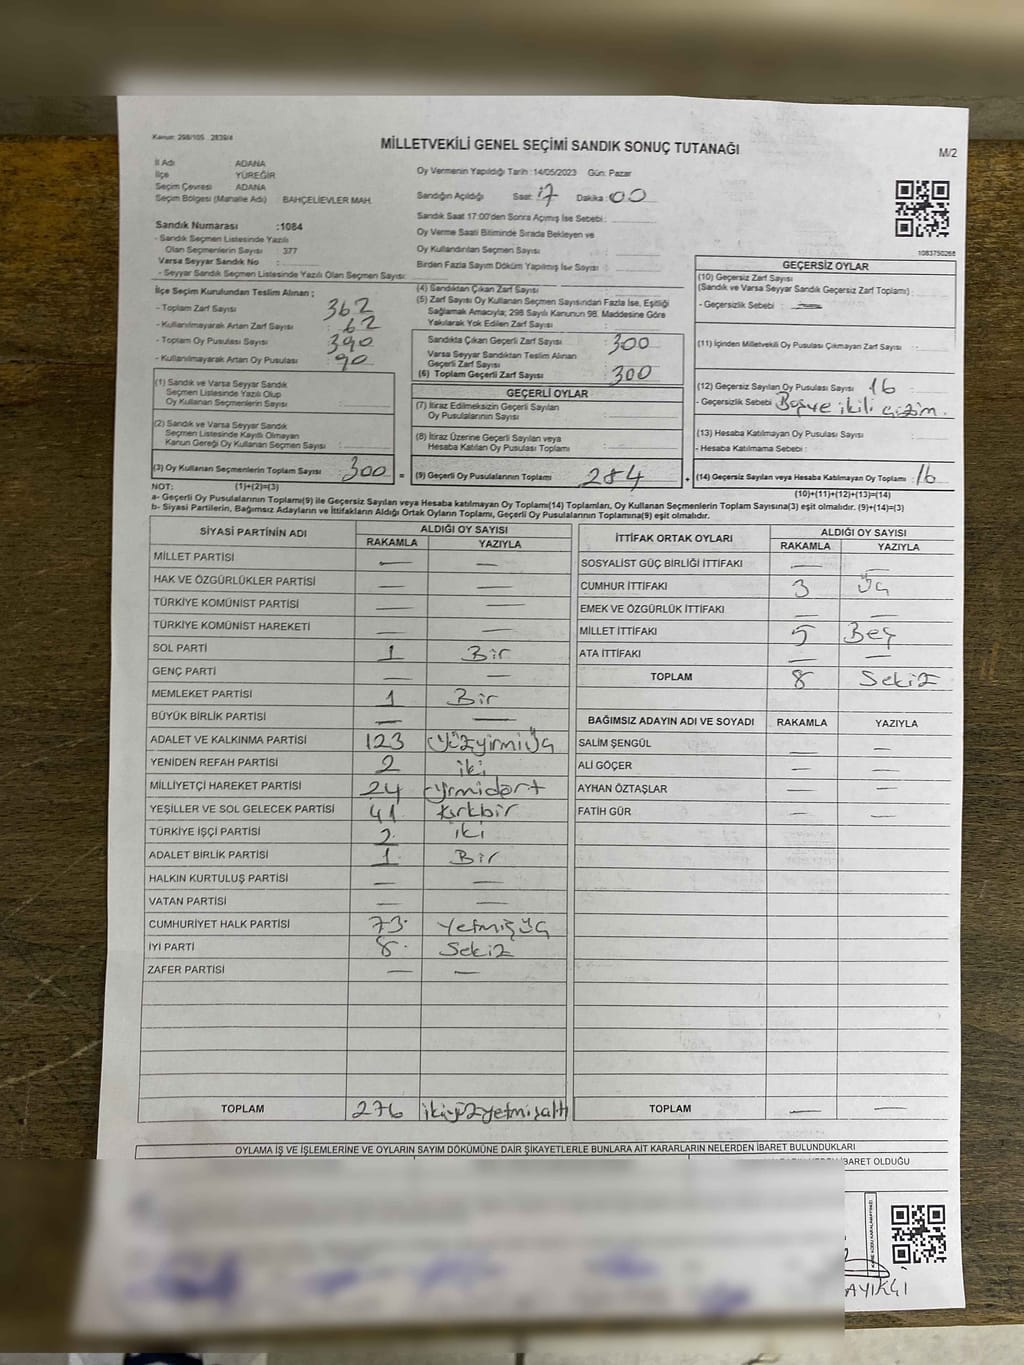 Kanun: 298/105 . 2839/4
MİLLETVEKİLİ GENEL SEÇİMİ SANDIK SONUÇ TUTANAĞI
M/2
İl Adı : ADANA
İlçe : YÜREĞİR
Seçim Çevresi : ADANA
Seçim Bölgesi (Mahalle Adı) : BAHÇELİEVLER MAH.
Sandık Numarası :1084
- Sandık Seçmen Listesinde Yazılı
Olan Seçmenlerin Sayısı : 377
Varsa Seyyar Sandık No :
- Seyyar Sandık Seçmen Listesinde Yazılı Olan Seçmen Sayısı:
Oy Vermenin Yapıldığı Tarih :14/05/2023 Gün: Pazar
Sandığın Açıldığı Saat: 17 Dakika: 00
Sandık Saat 17:00'den Sonra Açılmış İse Sebebi :
Oy Verme Saati Bitiminde Sırada Bekleyen ve
Oy Kullandırılan Seçmen Sayısı :
Birden Fazla Sayım Döküm Yapılmış İse Sayısı :
1083750268
İlçe Seçim Kurulundan Teslim Alınan ;
- Toplam Zarf Sayısı : 362
- Kullanılmayarak Artan Zarf Sayısı : 62
- Toplam Oy Pusulası Sayısı : 390
- Kullanılmayarak Artan Oy Pusulası : 90
(1) Sandık ve Varsa Seyyar Sandık
Seçmen Listesinde Yazılı Olup
Oy Kullanan Seçmenlerin Sayısı :
(2) Sandık ve Varsa Seyyar Sandık
Seçmen Listesinde Kayıtlı Olmayan
Kanun Gereği Oy Kullanan Seçmen Sayısı :
(3) Oy Kullanan Seçmenlerin Toplam Sayısı : 300 =
(4) Sandıktan Çıkan Zarf Sayısı :
(5) Zarf Sayısı Oy Kullanan Seçmen Sayısından Fazla İse, Eşitliği
Sağlamak Amacıyla; 298 Sayılı Kanunun 98. Maddesine Göre
Yakılarak Yok Edilen Zarf Sayısı :
Sandıkta Çıkan Geçerli Zarf Sayısı : 300
Varsa Seyyar Sandıktan Teslim Alınan
Geçerli Zarf Sayısı :
(6) Toplam Geçerli Zarf Sayısı : 300
GEÇERLİ OYLAR
(7) İtiraz Edilmeksizin Geçerli Sayılan
Oy Pusulalarının Sayısı :
(8) İtiraz Üzerine Geçerli Sayılan veya
Hesaba Katılan Oy Pusulası Toplamı :
(9) Geçerli Oy Pusulalarının Toplamı : 284 +
GEÇERSİZ OYLAR
(10) Geçersiz Zarf Sayısı
(Sandık ve Varsa Seyyar Sandık Geçersiz Zarf Toplamı) :
- Geçersizlik Sebebi : —
(11) İçinden Milletvekili Oy Pusulası Çıkmayan Zarf Sayısı :
(12) Geçersiz Sayılan Oy Pusulası Sayısı : 16
- Geçersizlik Sebebi : Boş ve ikili çizim.
(13) Hesaba Katılmayan Oy Pusulası Sayısı :
- Hesaba Katılmama Sebebi :
(14) Geçersiz Sayılan veya Hesaba Katılmayan Oy Toplamı : 16
NOT: (1)+(2)=(3)
(10)+(11)+(12)+(13)=(14)
a- Geçerli Oy Pusulalarının Toplamı(9) ile Geçersiz Sayılan veya Hesaba katılmayan Oy Toplamı(14) Toplamları, Oy Kullanan Seçmenlerin Toplam Sayısına(3) eşit olmalıdır. (9)+(14)=(3)
b- Siyasi Partilerin, Bağımsız Adayların ve İttifakların Aldığı Ortak Oyların Toplamı, Geçerli Oy Pusulalarının Toplamına(9) eşit olmalıdır.
SİYASİ PARTİNİN ADI ALDIĞI OY SAYISI
RAKAMLA YAZIYLA
MİLLET PARTİSİ — —
HAK VE ÖZGÜRLÜKLER PARTİSİ — —
TÜRKİYE KOMÜNİST PARTİSİ — —
TÜRKİYE KOMÜNİST HAREKETİ — —
SOL PARTİ 1 Bir
GENÇ PARTİ — —
MEMLEKET PARTİSİ 1 Bir
BÜYÜK BİRLİK PARTİSİ — —
ADALET VE KALKINMA PARTİSİ 123 yüzyirmiüç
YENİDEN REFAH PARTİSİ 2 iki
MİLLİYETÇİ HAREKET PARTİSİ 24 yirmidört
YEŞİLLER VE SOL GELECEK PARTİSİ 41 kırkbir
TÜRKİYE İŞÇİ PARTİSİ 2 iki
ADALET BİRLİK PARTİSİ 1 Bir
HALKIN KURTULUŞ PARTİSİ — —
VATAN PARTİSİ — —
CUMHURİYET HALK PARTİSİ 73 yetmişüç
İYİ PARTİ 8 Sekiz
ZAFER PARTİSİ — —
TOPLAM 276 ikiyüzyetmişaltı
İTTİFAK ORTAK OYLARI ALDIĞI OY SAYISI
RAKAMLA YAZIYLA
SOSYALİST GÜÇ BİRLİĞİ İTTİFAKI — —
CUMHUR İTTİFAKI 3 üç
EMEK VE ÖZGÜRLÜK İTTİFAKI — —
MİLLET İTTİFAKI 5 Beş
ATA İTTİFAKI — —
TOPLAM 8 Sekiz
BAĞIMSIZ ADAYIN ADI VE SOYADI RAKAMLA YAZIYLA
SALİM ŞENGÜL — —
ALİ GÖÇER — —
AYHAN ÖZTAŞLAR — —
FATİH GÜR — —
TOPLAM — —
OYLAMA İŞ VE İŞLEMLERİNE VE OYLARIN SAYIM DÖKÜMÜNE DAİR ŞİKAYETLERLE BUNLARA AİT KARARLARIN NELERDEN İBARET BULUNDUKLARI
İBARET OLDUĞU
AYIKÇI